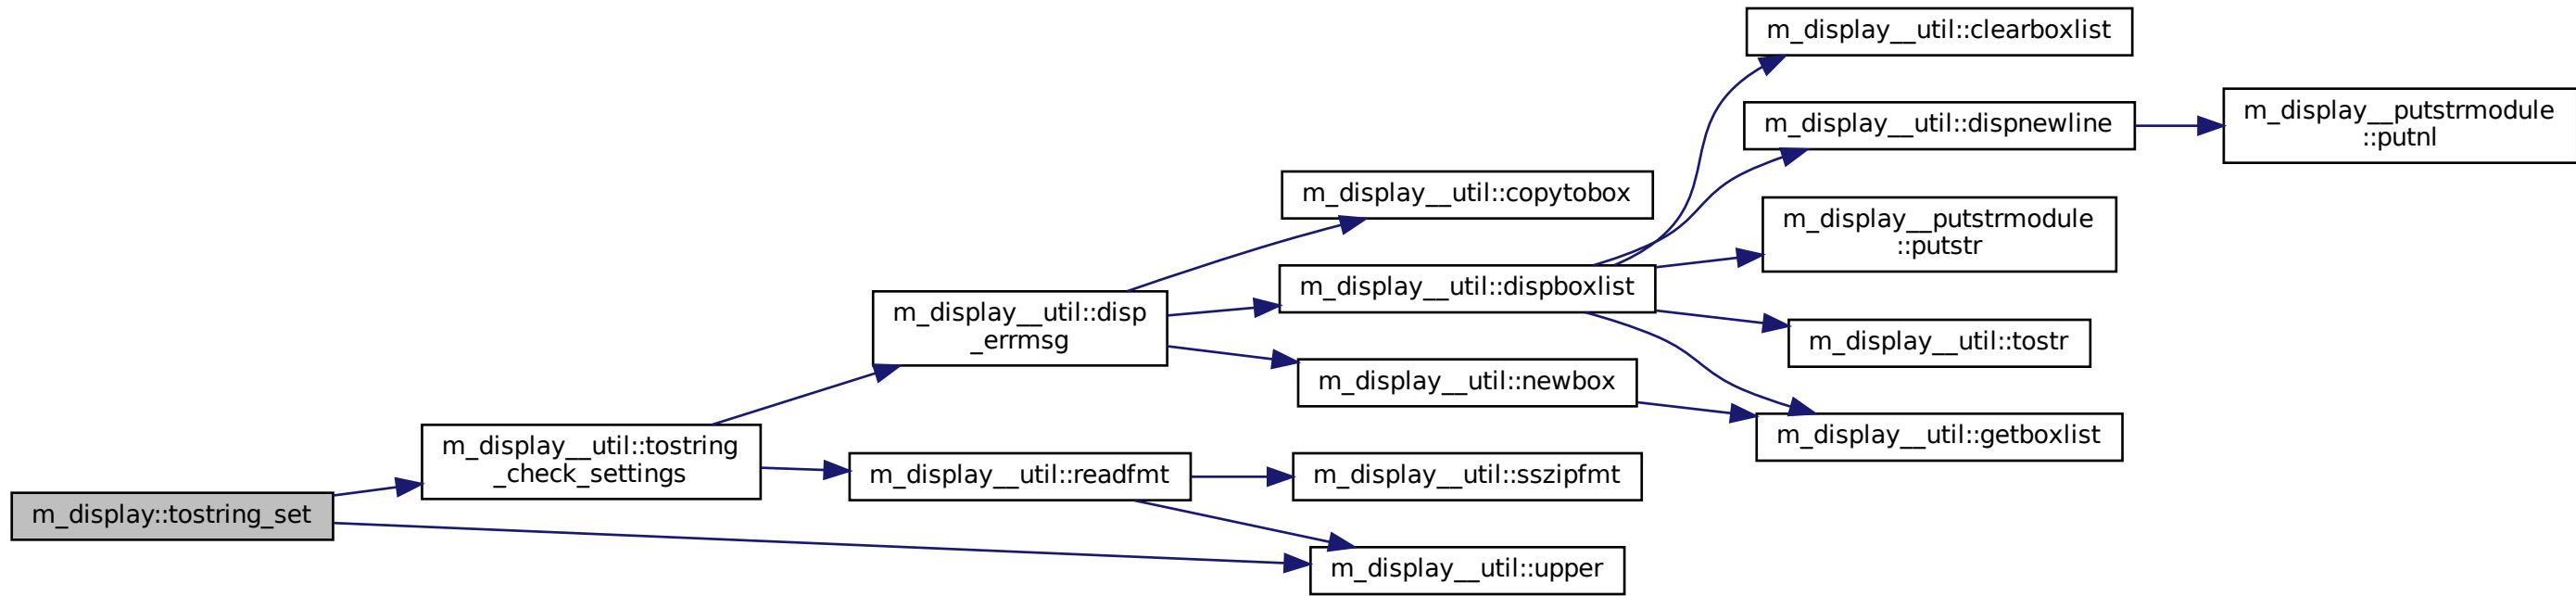 m_display__util::clearboxlist
m_display__util::dispnewline
m_display__putstrmodule
::putnl
m_display__util::copytobox
m_display__putstrmodule
::putstr
m_display__util::dispboxlist
m_display__util::disp
_errmsg
m_display__util::tostr
m_display__util::newbox
m_display__util::getboxlist
m_display__util::tostring
_check_settings
m_display__util::readfmt
m_display__util::sszipfmt
m_display::tostring_set
m_display__util::upper